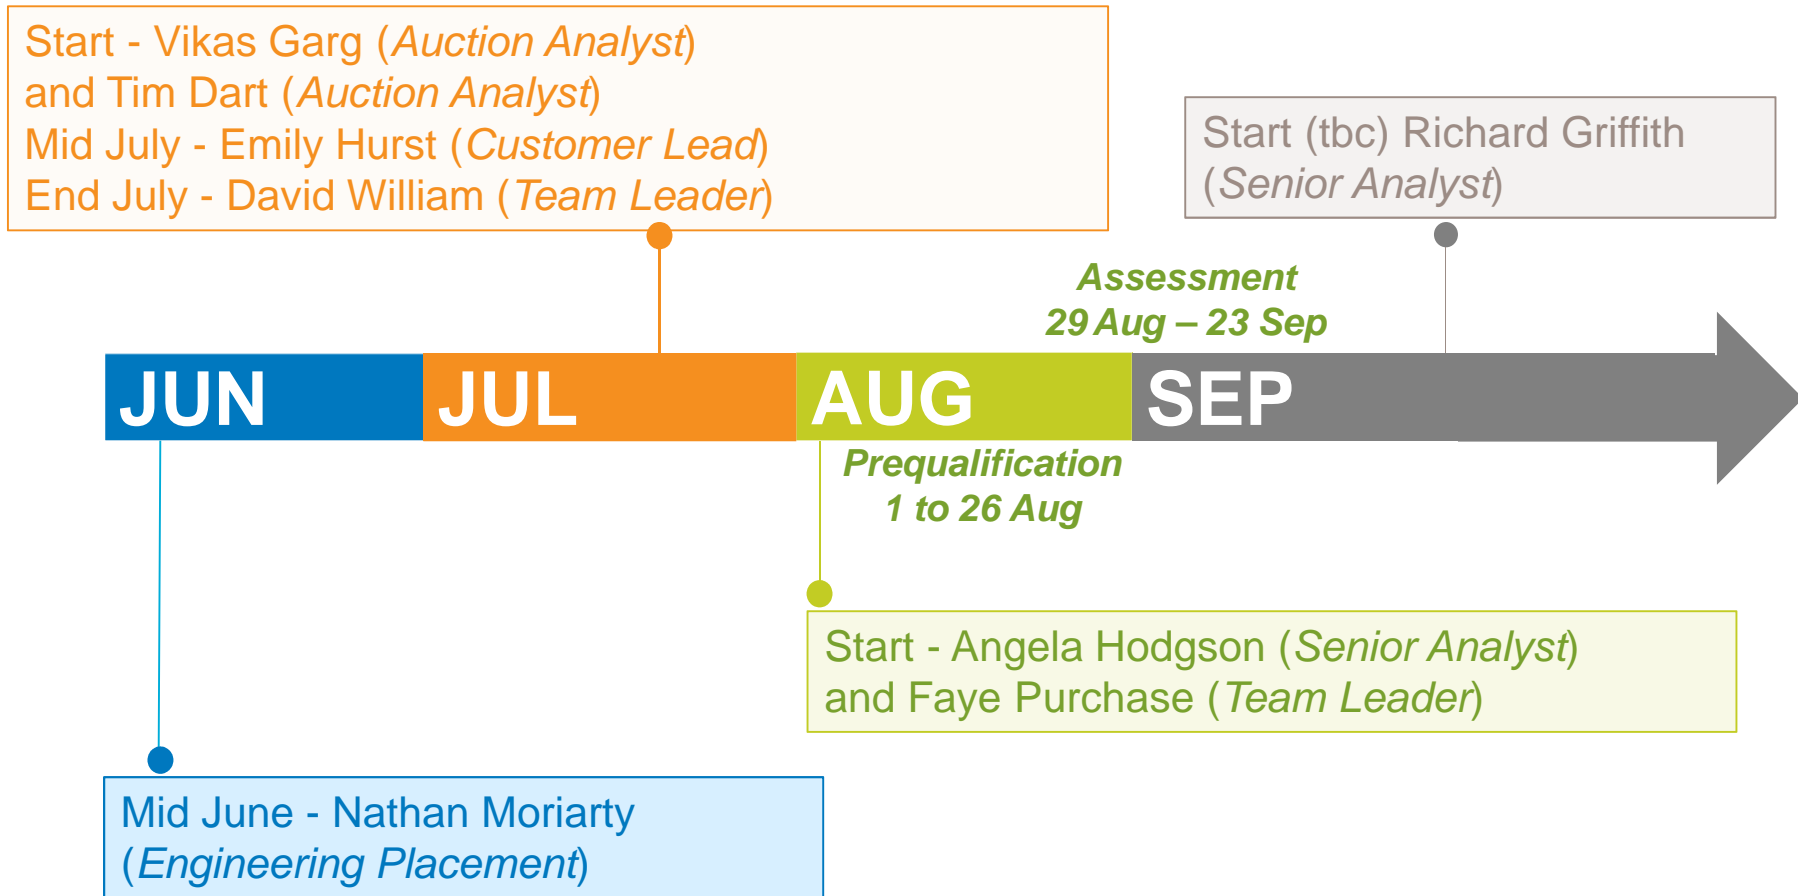 Start - Vikas Garg (Auction Analyst)
and Tim Dart (Auction Analyst)
Mid July - Emily Hurst (Customer Lead)
End July - David William (Team Leader)
Start (tbc) Richard Griffith
(Senior Analyst)
Assessment
29 Aug – 23 Sep
JUN
JUL
AUG
SEP
Prequalification
1 to 26 Aug
Start - Angela Hodgson (Senior Analyst)
and Faye Purchase (Team Leader)
Mid June - Nathan Moriarty
(Engineering Placement)